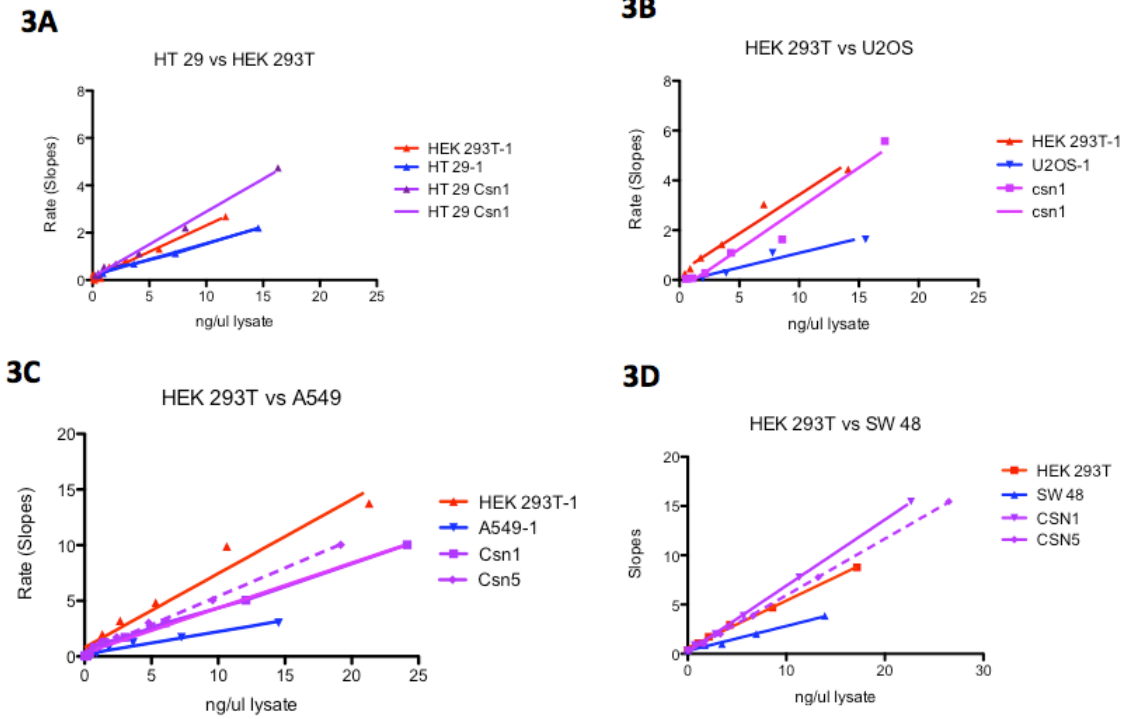 3A
HT 29 vs HEK 293T
8
6
4
2
0
0 5 10 15 20 25
Rate (Slopes)
ng/ul lysate
HEK 293T-1
HT 29-1
HT 29 Csn1
HT 29 Csn1
3B
HEK 293T vs U2OS
8
6
4
2
0
0 5 10 15 20 25
Rate (Slopes)
ng/ul lysate
HEK 293T-1
U2OS-1
csn1
csn1
3C
HEK 293T vs A549
20
15
10
5
0
0 5 10 15 20 25
Rate (Slopes)
ng/ul lysate
HEK 293T-1
A549-1
Csn1
Csn5
3D
HEK 293T vs SW 48
20
15
10
5
0
0 10 20 30
Slopes
ng/ul lysate
HEK 293T
SW 48
CSN1
CSN5